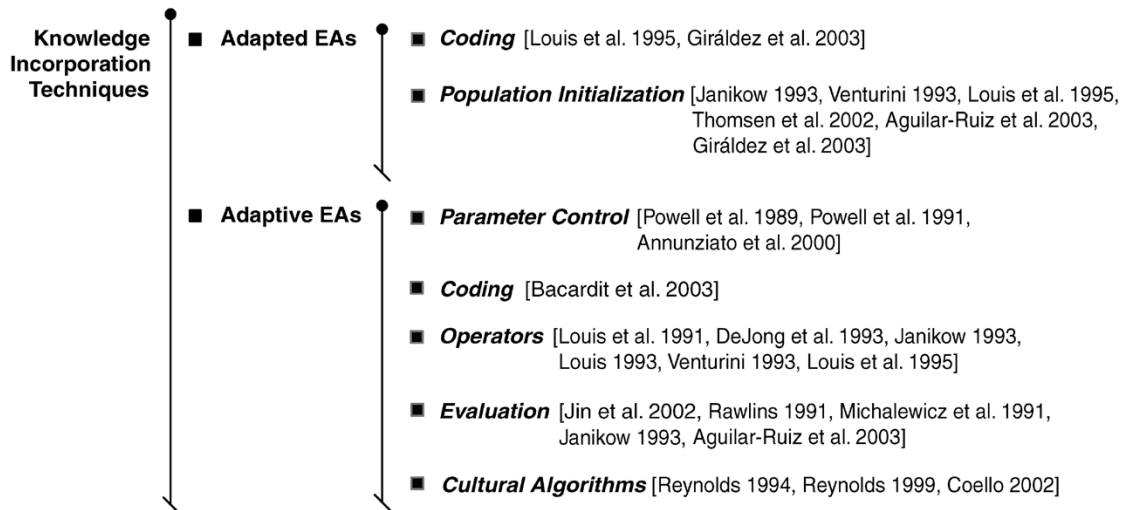 Knowledge
Incorporation
Techniques
Adapted EAs
Coding [Louis et al. 1995, Giráldez et al. 2003]
Population Initialization [Janikow 1993, Venturini 1993, Louis et al. 1995,
Thomsen et al. 2002, Aguilar-Ruiz et al. 2003,
Giráldez et al. 2003]
Adaptive EAs
Parameter Control [Powell et al. 1989, Powell et al. 1991,
Annunziato et al. 2000]
Coding [Bacardit et al. 2003]
Operators [Louis et al. 1991, DeJong et al. 1993, Janikow 1993,
Louis 1993, Venturini 1993, Louis et al. 1995]
Evaluation [Jin et al. 2002, Rawlins 1991, Michalewicz et al. 1991,
Janikow 1993, Aguilar-Ruiz et al. 2003]
Cultural Algorithms [Reynolds 1994, Reynolds 1999, Coello 2002]